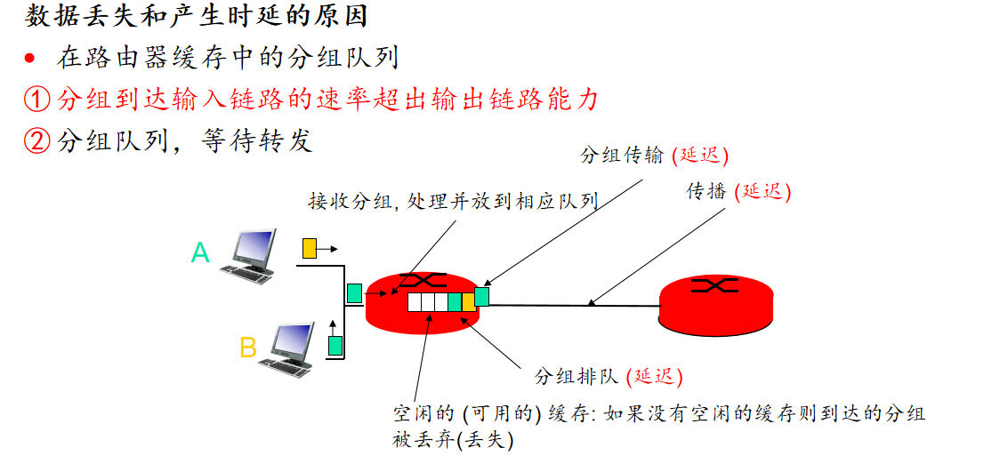 数据丢失和产生时延的原因
• 在路由器缓存中的分组队列
①分组到达输入链路的速率超出输出链路能力
②分组队列，等待转发
分组传输 (延迟)
传播 (延迟)
接收分组, 处理并放到相应队列
A
B
分组排队 (延迟)
空闲的 (可用的) 缓存: 如果没有空闲的缓存则到达的分组
被丢弃(丢失)